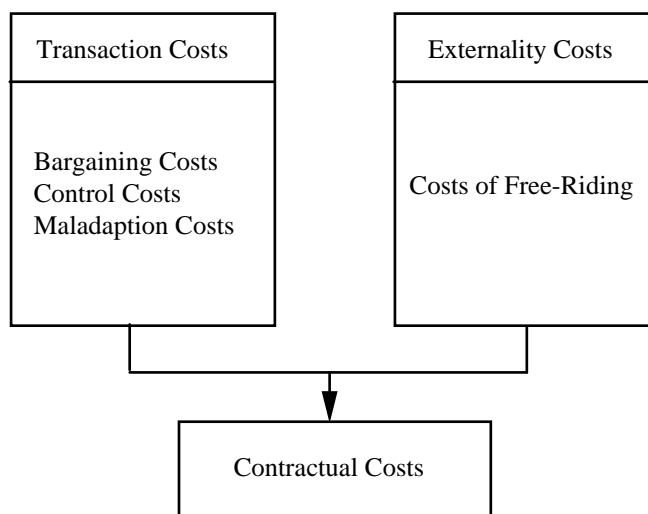 Transaction Costs
Bargaining Costs
Control Costs
Maladaption Costs
Externality Costs
Costs of Free-Riding
Contractual Costs